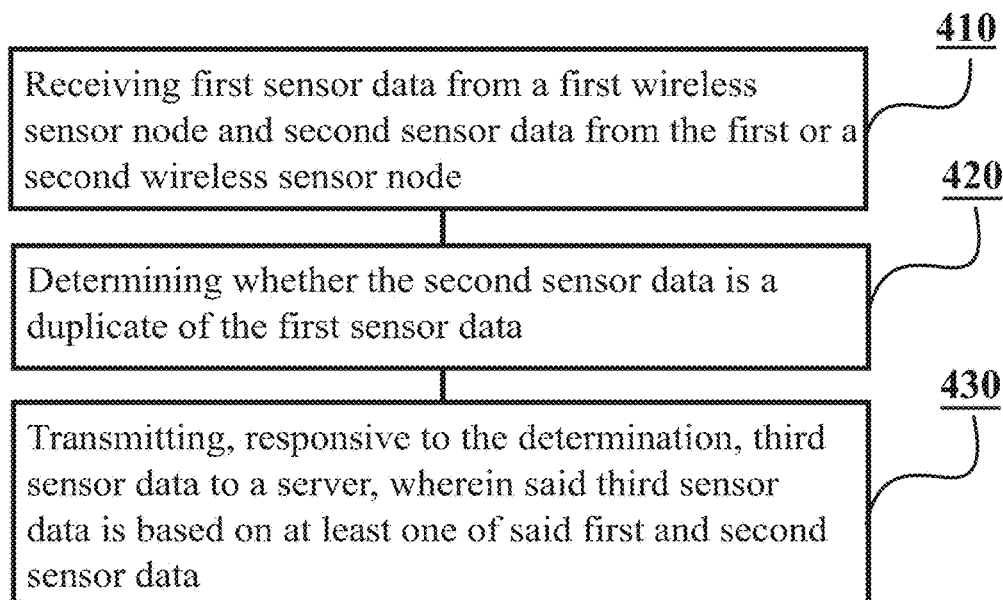 410
Receiving first sensor data from a first wireless
sensor node and second sensor data from the first or a
second wireless sensor node
420
Determining whether the second sensor data is a
duplicate of the first sensor data
430
Transmitting, responsive to the determination, third
sensor data to a server, wherein said third sensor
data is based on at least one of said first and second
sensor data